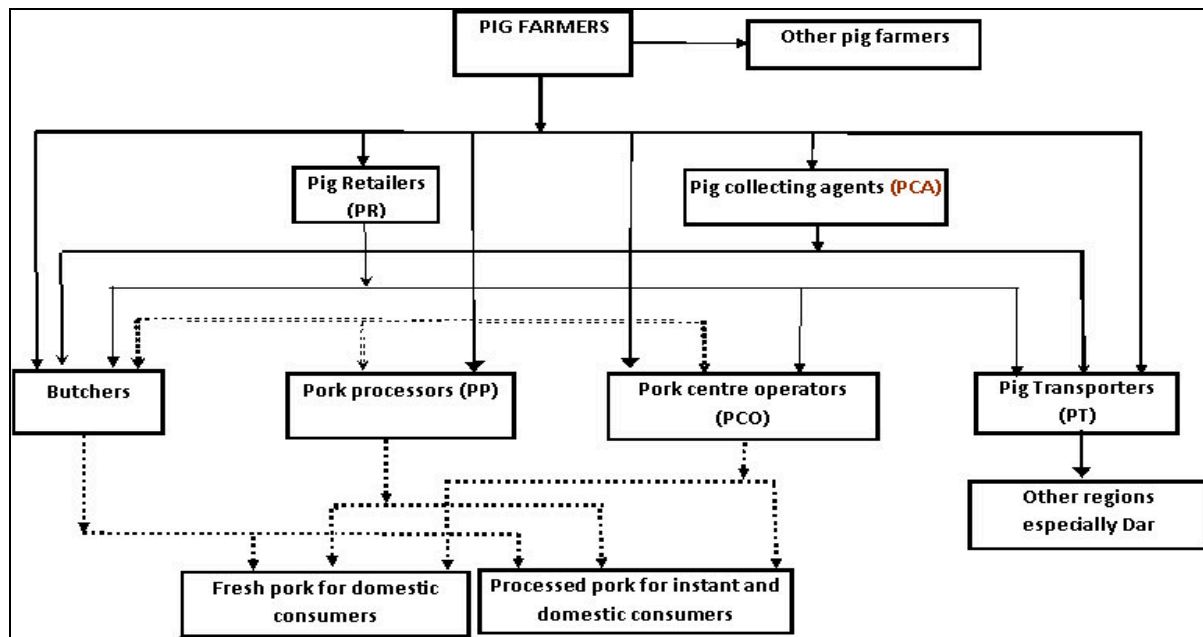 PIG FARMERS
Other pig farmers
Pig Retailers
(PR)
Pig collecting agents (PCA)
Butchers
Pork processors (PP)
Pork centre operators
(PCO)
Pig Transporters
(PT)
Other regions
especially Dar
Fresh pork for domestic
consumers
Processed pork for instant and
domestic consumers